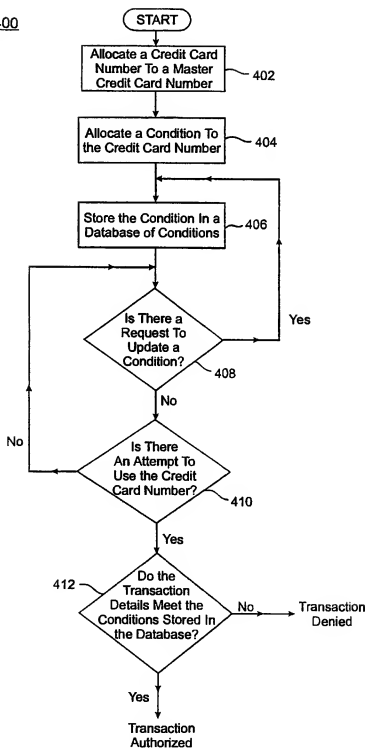 400
START
Allocate a Credit Card
Number To a Master
Credit Card Number
402
Allocate a Condition To
the Credit Card Number
404
Store the Condition In a
Database of Conditions
406
Is There a
Request To
Update a
Condition?
408
Yes
No
Is There
An Attempt To
Use the Credit
Card Number?
410
No
Yes
412
Do the
Transaction
Details Meet the
Conditions Stored In
the Database?
No
Transaction
Denied
Yes
Transaction
Authorized